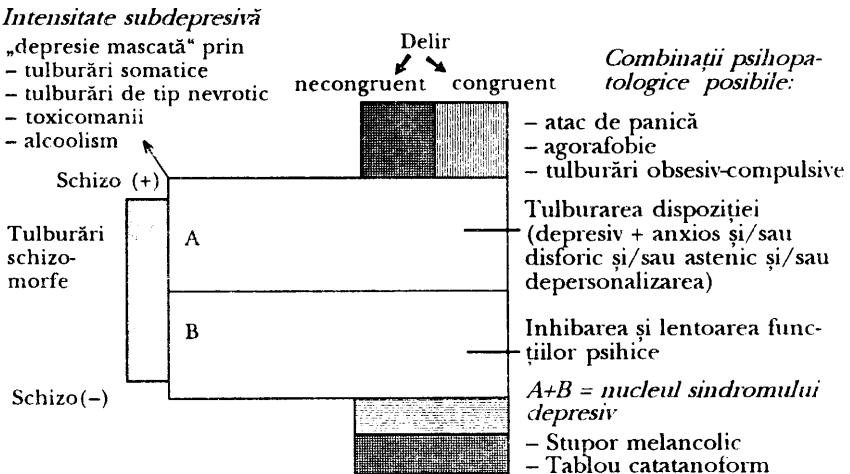 Intensitate subdepresivă
„depresie mascată“ prin
– tulburări somatice
– tulburări de tip nevrotic
– toxicomanii
– alcoolism
Delir
necongruent congruent
Combinații psihopa-
tologice posibile:
– atac de panică
– agorafobie
– tulburări obsesiv-compulsive
Schizo (+)
Tulburări
schizo-
morfe
A
Tulburarea dispoziției
(depresiv + anxios și/sau
disforic și/sau astenic și/sau
depersonalizarea)
B
Inhibarea și lentoarea func-
țiilor psihice
Schizo(–)
A+B = nucleul sindromului
depresiv
– Stupor melancolic
– Tablou catatanoform